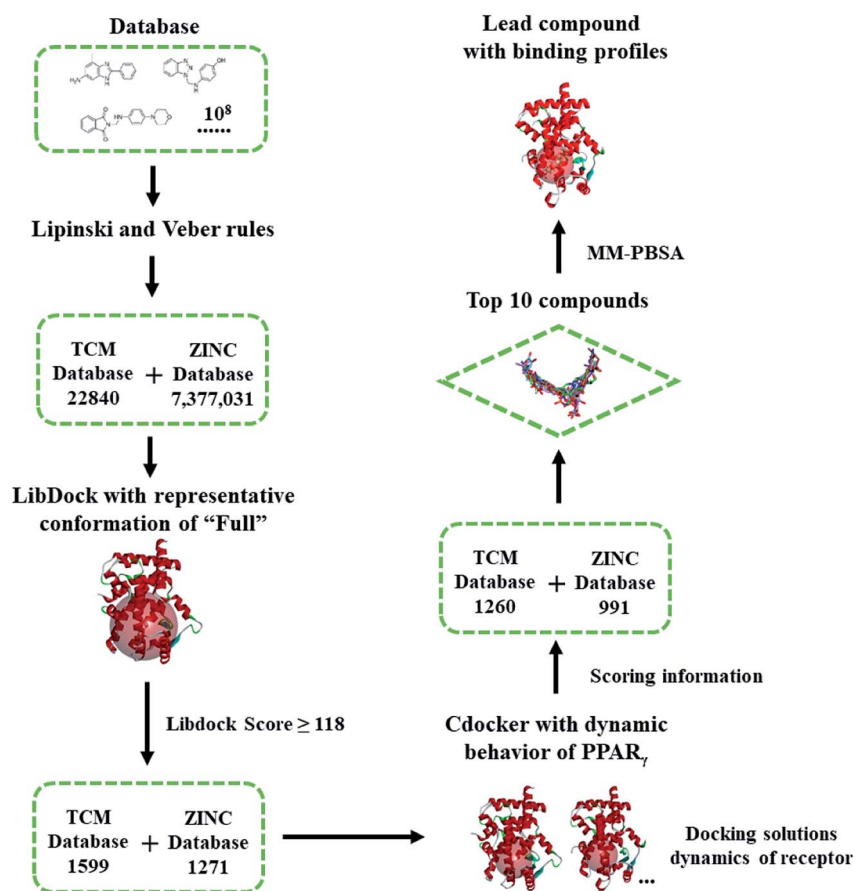 Database
H₂N
N
N
H
N
N
N
N
H
OH
O
N
O
HN
N
O
10⁸
......
Lipinski and Veber rules
TCM
Database
22840
+
ZINC
Database
7,377,031
LibDock with representative
conformation of “Full”
Libdock Score ≥ 118
TCM
Database
1599
+
ZINC
Database
1271
Cdocker with dynamic
behavior of PPARγ
Docking solutions
dynamics of receptor
...
Scoring information
TCM
Database
1260
+
ZINC
Database
991
Top 10 compounds
MM-PBSA
Lead compound
with binding profiles